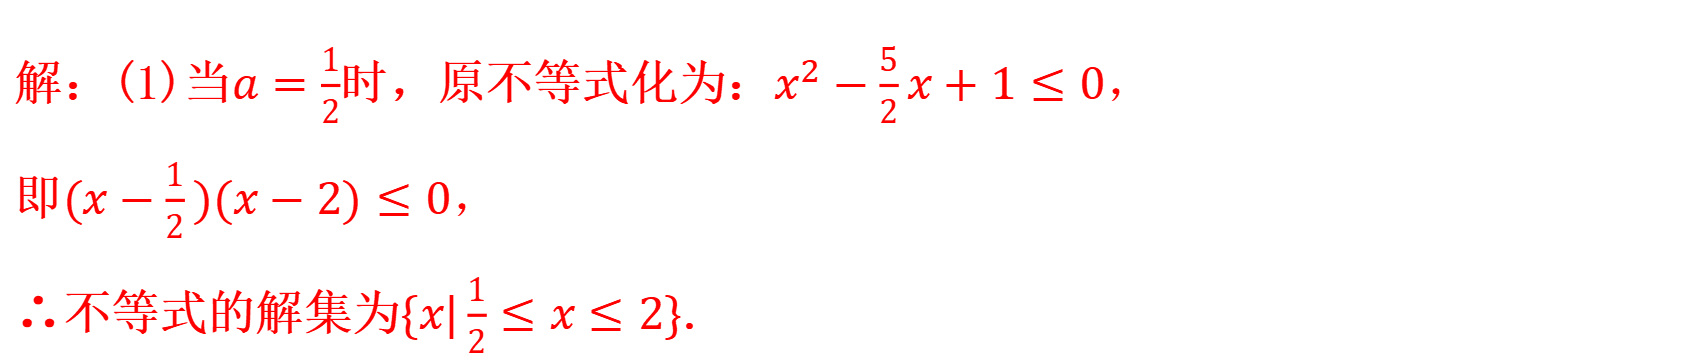 解：(1)当a = 1/2时，原不等式化为：x² − 5/2 x + 1 ≤ 0，
即(x − 1/2)(x − 2) ≤ 0，
∴不等式的解集为{x| 1/2 ≤ x ≤ 2}.